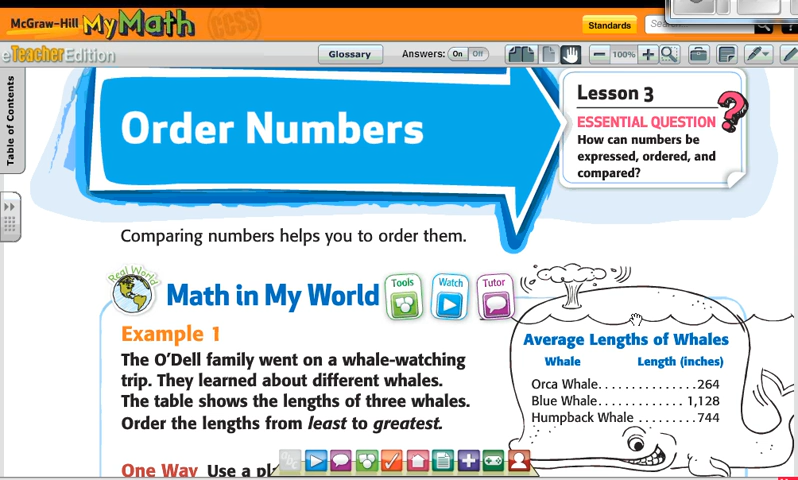 McGraw-Hill My Math CCSS
Standards
eTeacherEdition
Glossary
Answers: On Off
100%
Table of Contents
Order Numbers
Lesson 3
ESSENTIAL QUESTION
How can numbers be
expressed, ordered, and
compared?
?
Comparing numbers helps you to order them.
Real World
Math in My World
Tools
Watch
Tutor
Example 1
The O'Dell family went on a whale-watching
trip. They learned about different whales.
The table shows the lengths of three whales.
Order the lengths from least to greatest.
Average Lengths of Whales
Whale Length (inches)
Orca Whale.............264
Blue Whale............. 1,128
Humpback Whale .........744
One Way Use a